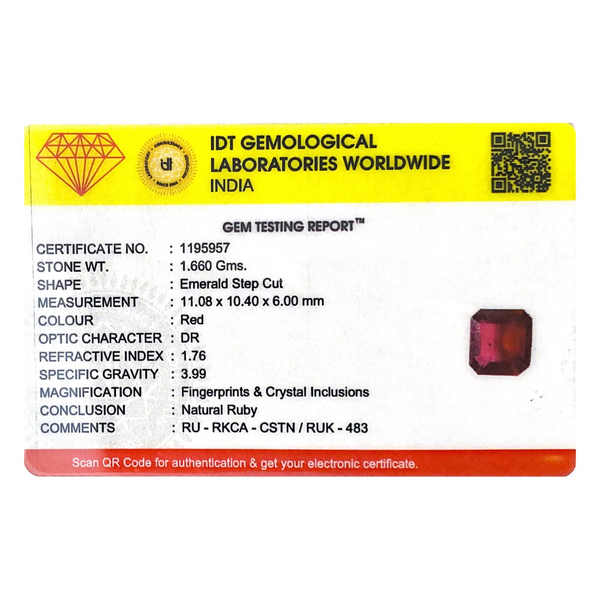 IDT GEMOLOGICAL
LABORATORIES WORLDWIDE
INDIA
GEM TESTING REPORT™
CERTIFICATE NO. : 1195957
STONE WT. : 1.660 Gms.
SHAPE : Emerald Step Cut
MEASUREMENT : 11.08 x 10.40 x 6.00 mm
COLOUR : Red
OPTIC CHARACTER : DR
REFRACTIVE INDEX : 1.76
SPECIFIC GRAVITY : 3.99
MAGNIFICATION : Fingerprints & Crystal Inclusions
CONCLUSION : Natural Ruby
COMMENTS : RU - RKCA - CSTN / RUK - 483
Scan QR Code for authentication & get your electronic certificate.